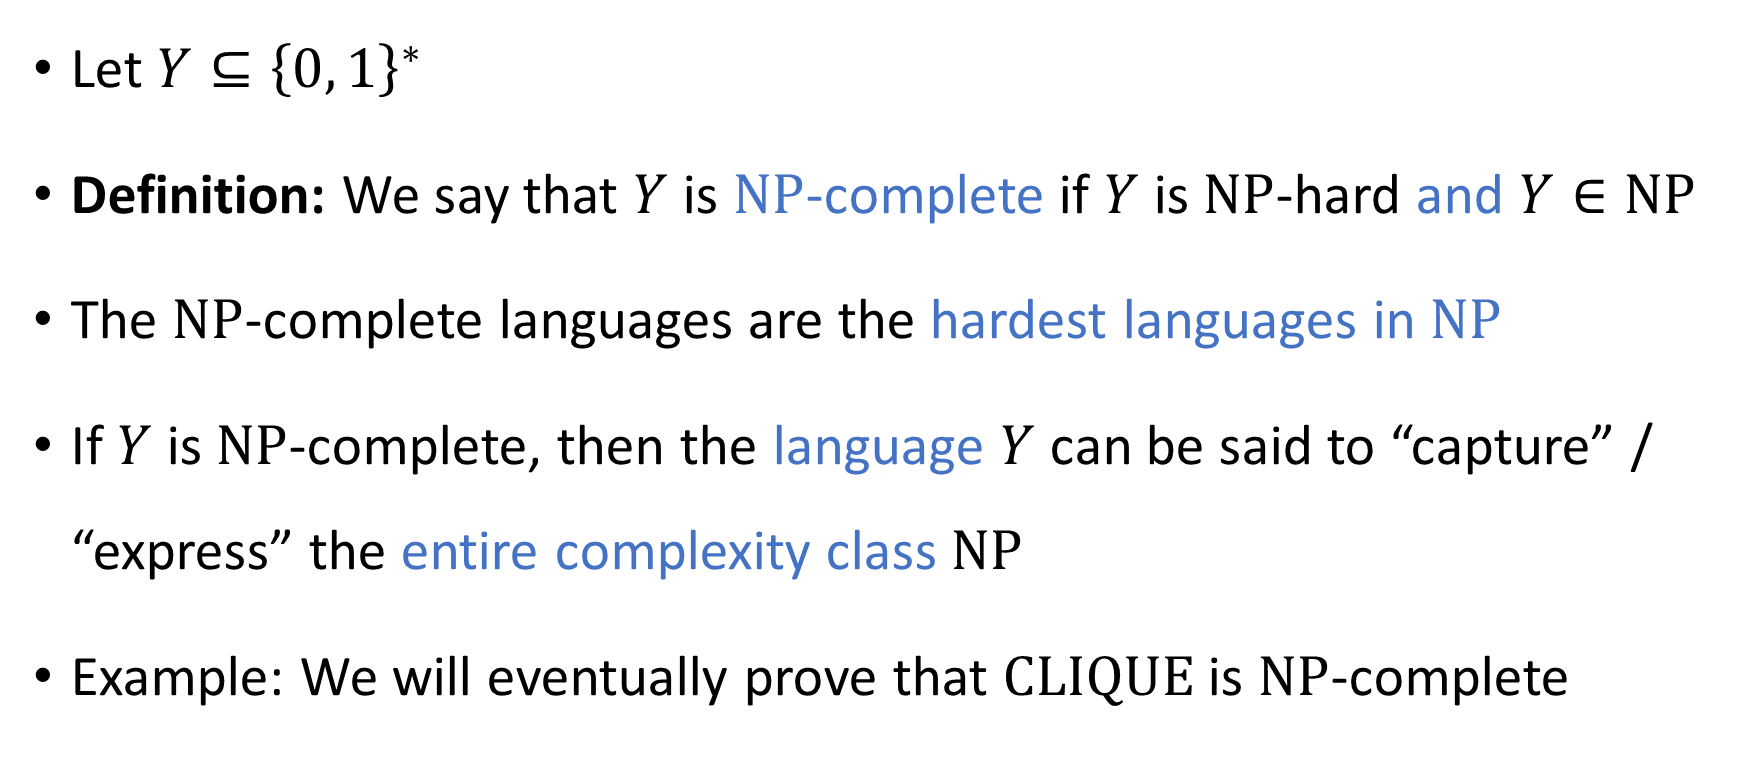 • Let Y ⊆ {0, 1}*
• Definition: We say that Y is NP-complete if Y is NP-hard and Y ∈ NP
• The NP-complete languages are the hardest languages in NP
• If Y is NP-complete, then the language Y can be said to “capture” /
“express” the entire complexity class NP
• Example: We will eventually prove that CLIQUE is NP-complete